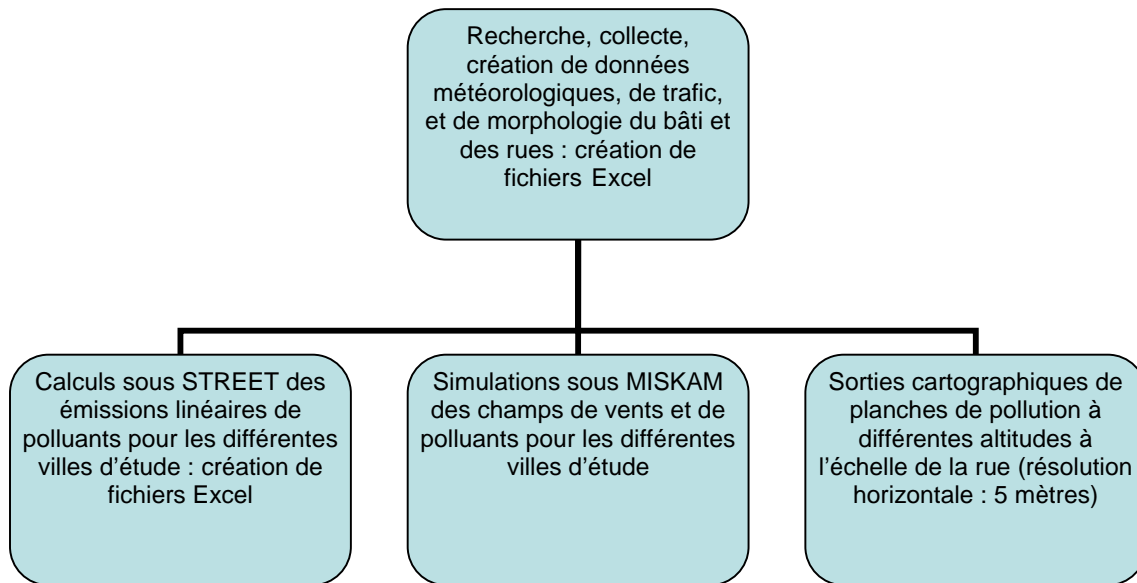 Recherche, collecte,
création de données
météorologiques, de trafic,
et de morphologie du bâti et
des rues : création de
fichiers Excel
Calculs sous STREET des
émissions linéaires de
polluants pour les différentes
villes d’étude : création de
fichiers Excel
Simulations sous MISKAM
des champs de vents et de
polluants pour les différentes
villes d’étude
Sorties cartographiques de
planches de pollution à
différentes altitudes à
l’échelle de la rue (résolution
horizontale : 5 mètres)